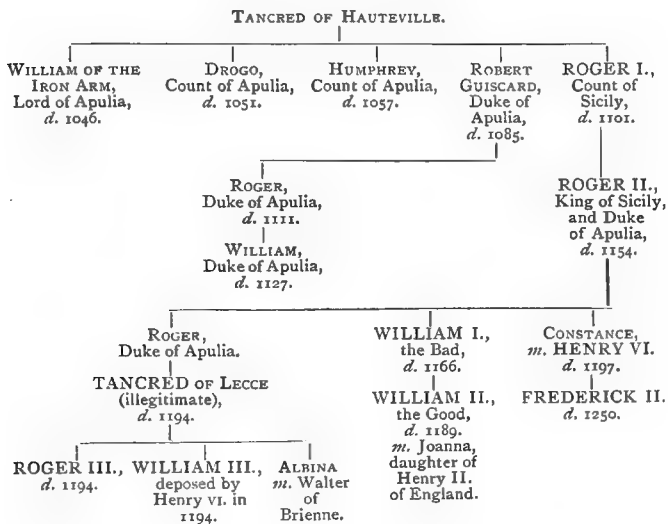 TANCRED OF HAUTEVILLE.
WILLIAM OF THE
IRON ARM,
Lord of Apulia,
d. 1046.
DROGO,
Count of Apulia,
d. 1051.
HUMPHREY,
Count of Apulia,
d. 1057.
ROBERT
GUISCARD,
Duke of
Apulia,
d. 1085.
ROGER I.,
Count of
Sicily,
d. 1101.
ROGER,
Duke of Apulia,
d. 1111.
WILLIAM,
Duke of Apulia,
d. 1127.
ROGER II.,
King of Sicily,
and Duke
of Apulia,
d. 1154.
ROGER,
Duke of Apulia.
TANCRED OF LECCE
(illegitimate),
d. 1194.
WILLIAM I.,
the Bad,
d. 1166.
WILLIAM II.,
the Good,
d. 1189.
m. Joanna,
daughter of
Henry II.
of England.
CONSTANCE,
m. HENRY VI.
d. 1197.
FREDERICK II.
d. 1250.
ROGER III.,
d. 1194.
WILLIAM III.,
deposed by
Henry VI. in
1194.
ALBINA
m. Walter
of
Brienne.